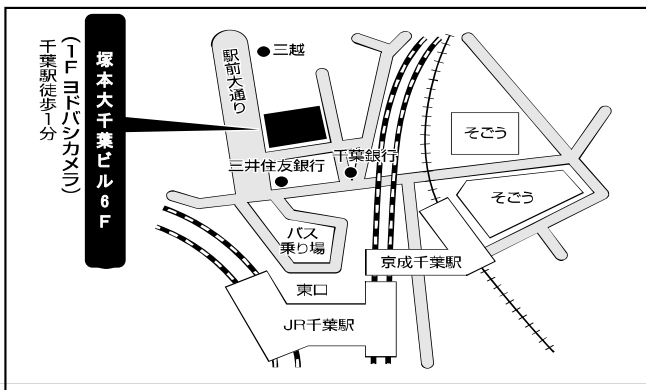 塚本大千葉ビル6F
(1F ヨドバシカメラ)
千葉駅徒歩1分
駅前大通り
三越
そごう
千葉銀行
三井住友銀行
そごう
バス
乗り場
京成千葉駅
東口
JR千葉駅